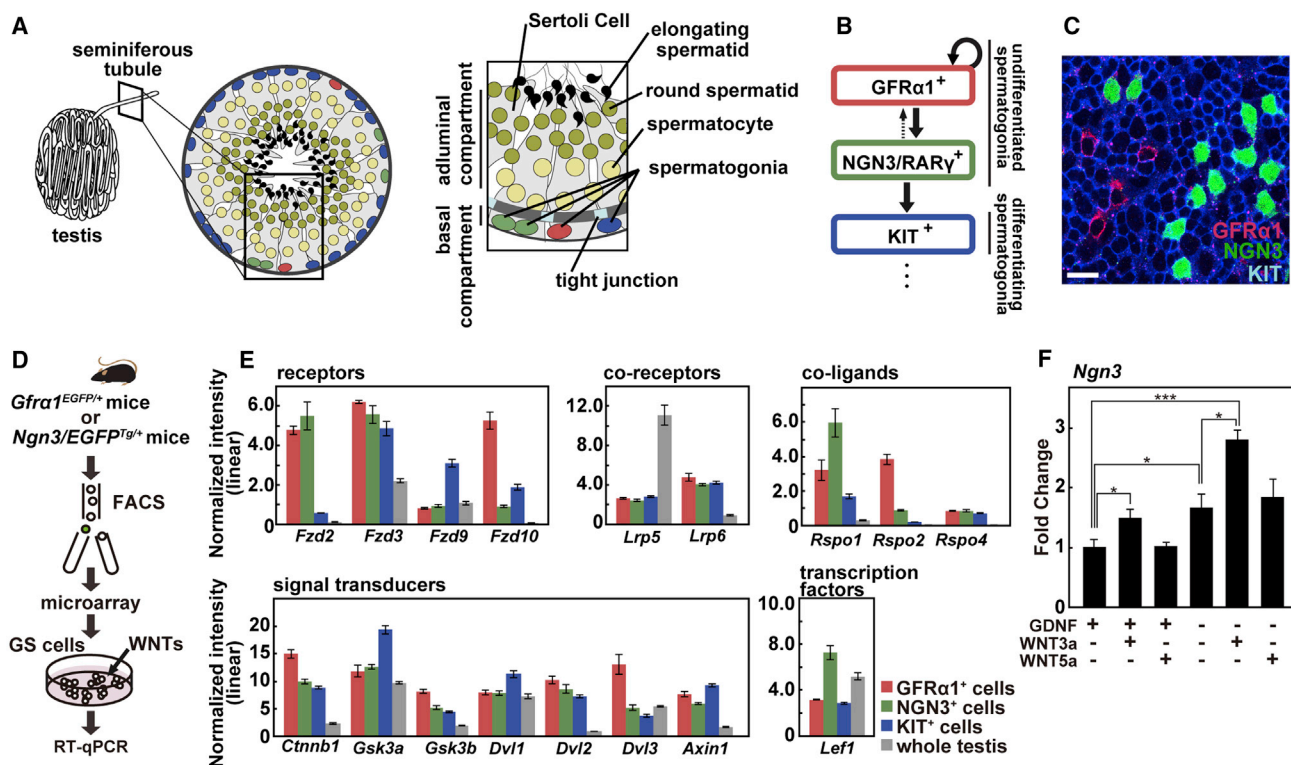 A
seminiferous
tubule
testis
adluminal
compartment
basal
compartment
Sertoli Cell
elongating
spermatid
round spermatid
spermatocyte
spermatogonia
tight junction
B
GFRα1+
NGN3/RARγ+
KIT +
undifferentiated
spermatogonia
differentiating
spermatogonia
C
GFRα1
NGN3
KIT
D
Gfrα1EGFP/+ mice
or
Ngn3/EGFPTg/+ mice
FACS
microarray
GS cells
WNTs
RT-qPCR
E
receptors
Normalized intensity
(linear)
6.0
4.0
2.0
0
Fzd2 Fzd3 Fzd9 Fzd10
co-receptors
12.0
8.0
4.0
0
Lrp5 Lrp6
co-ligands
6.0
4.0
2.0
0
Rspo1 Rspo2 Rspo4
signal transducers
Normalized intensity
(linear)
20
15
10
5
0
Ctnnb1 Gsk3a Gsk3b Dvl1 Dvl2 Dvl3 Axin1
transcription
factors
8.0
6.0
4.0
2.0
0
Lef1
GFRα1+ cells
NGN3+ cells
KIT+ cells
whole testis
F
Ngn3
Fold Change
3
2
1
0
***
*
*
*
GDNF + + + - - -
WNT3a - + - - + -
WNT5a - - + - - +